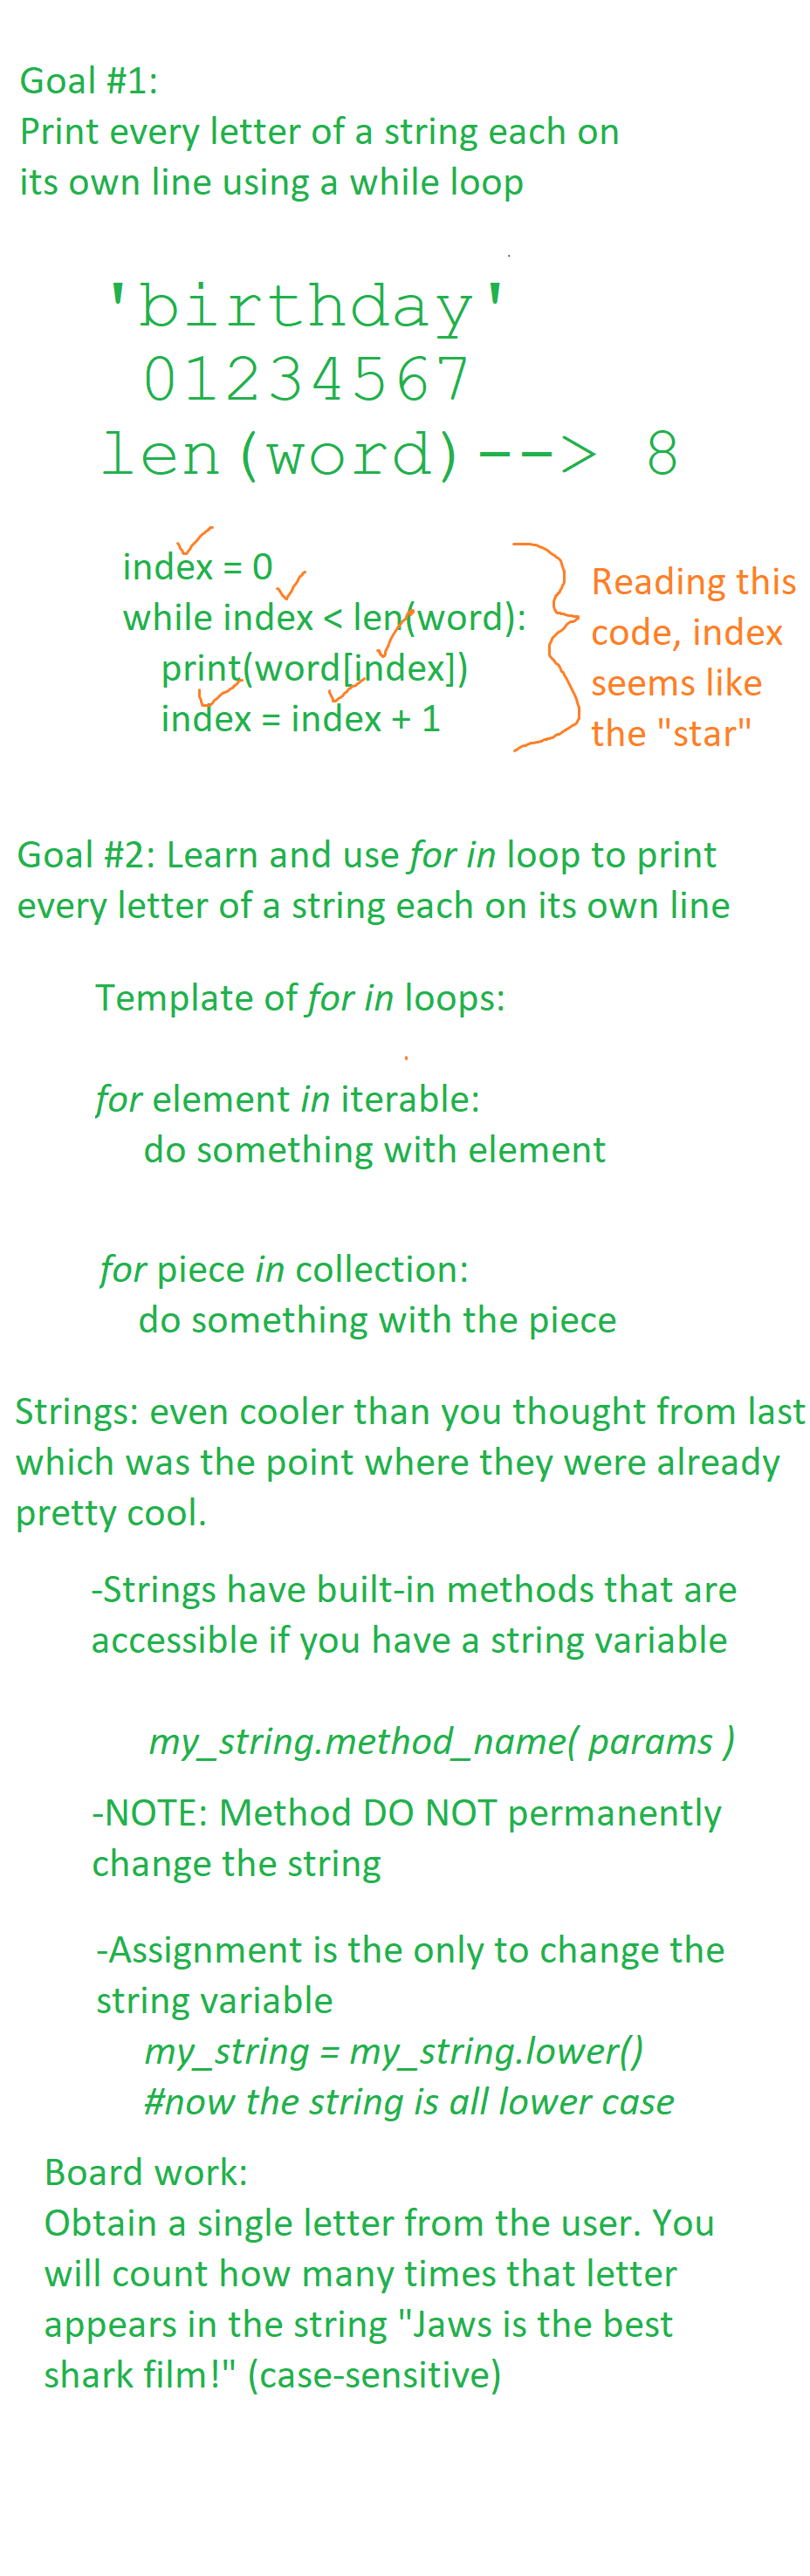 Goal #1:
Print every letter of a string each on
its own line using a while loop
'birthday'
01234567
len(word)--> 8
index = 0
while index < len(word):
print(word[index])
index = index + 1
Reading this
code, index
seems like
the "star"
Goal #2: Learn and use for in loop to print
every letter of a string each on its own line
Template of for in loops:
for element in iterable:
do something with element
for piece in collection:
do something with the piece
Strings: even cooler than you thought from last
which was the point where they were already
pretty cool.
-Strings have built-in methods that are
accessible if you have a string variable
my_string.method_name( params )
-NOTE: Method DO NOT permanently
change the string
-Assignment is the only to change the
string variable
my_string = my_string.lower()
#now the string is all lower case
Board work:
Obtain a single letter from the user. You
will count how many times that letter
appears in the string "Jaws is the best
shark film!" (case-sensitive)